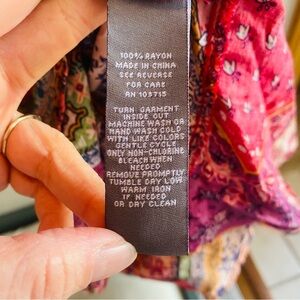 100% RAYON
MADE IN CHINA
SEE REVERSE
FOR CARE
RN 105715
TURN GARMENT
INSIDE OUT
MACHINE WASH OR
HAND WASH COLD
WITH LIKE COLORS
GENTLE CYCLE
ONLY NON-CHLORINE
BLEACH WHEN
NEEDED
REMOVE PROMPTLY
TUMBLE DRY LOW
WARM IRON
IF NEEDED
OR DRY CLEAN